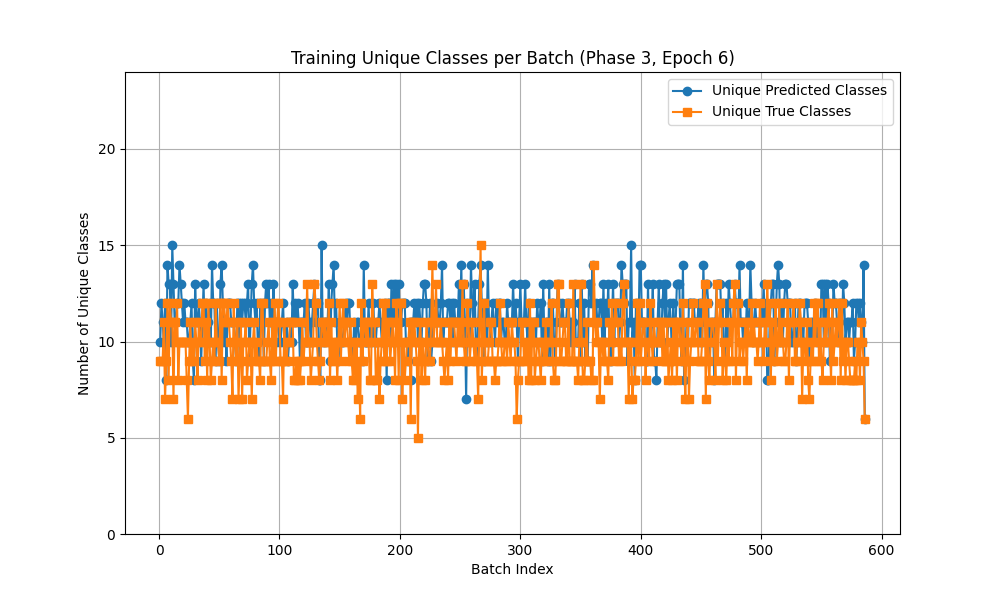 Training Unique Classes per Batch (Phase 3, Epoch 6)
Unique Predicted Classes
Unique True Classes
Number of Unique Classes
20
15
10
5
0
0 100 200 300 400 500 600
Batch Index